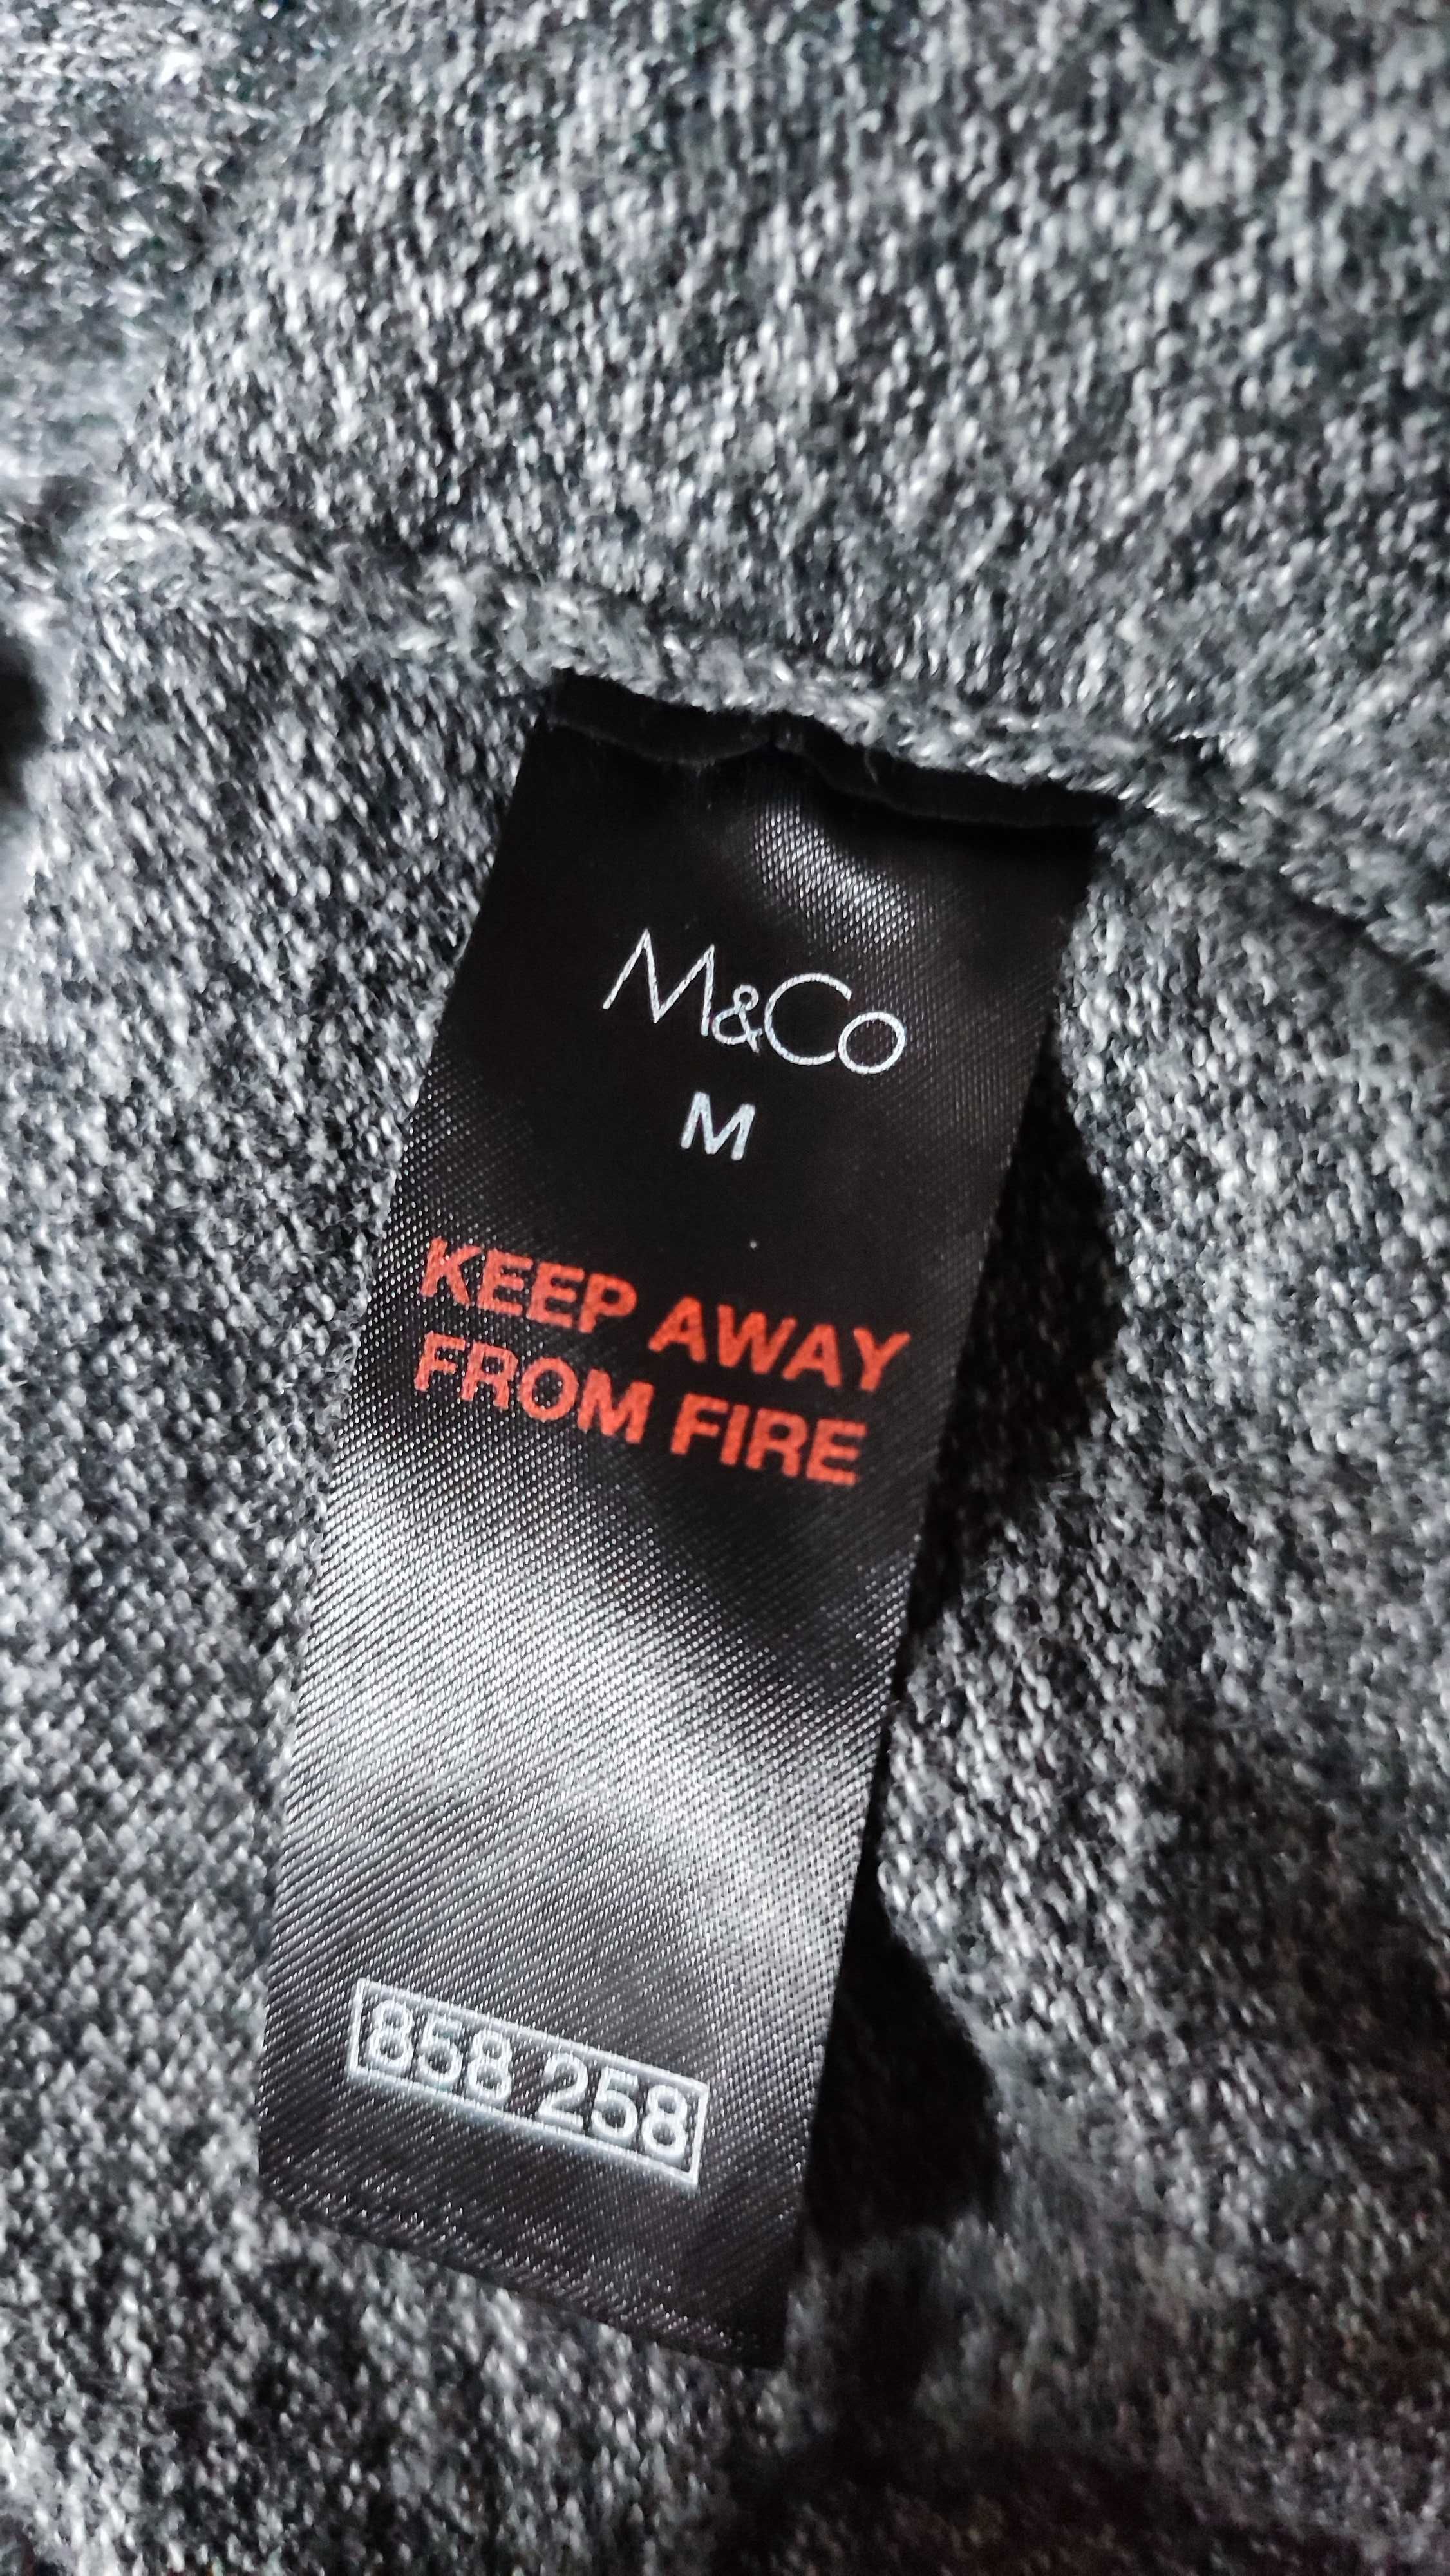 M&Co
M
KEEP AWAY
FROM FIRE
858 258